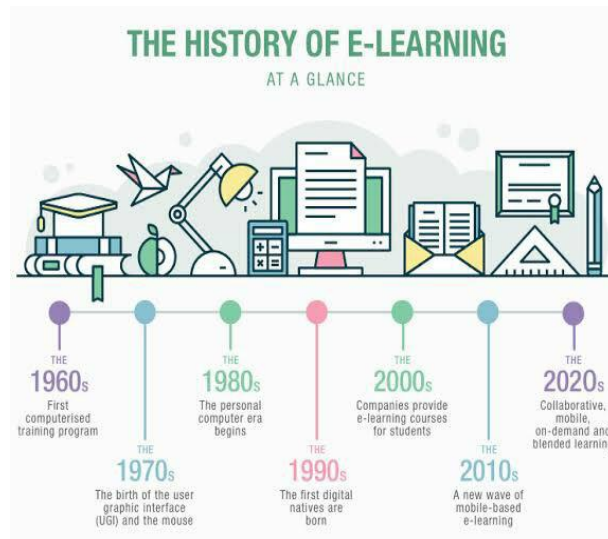 THE HISTORY OF E-LEARNING
AT A GLANCE
THE
1960s
First
computerised
training program
THE
1970s
The birth of the user
graphic interface
(UGI) and the mouse
THE
1980s
The personal
computer era
begins
THE
1990s
The first digital
natives are
born
THE
2000s
Companies provide
e-learning courses
for students
THE
2010s
A new wave of
mobile-based
e-learning
THE
2020s
Collaborative,
mobile,
on-demand and
blended learnin